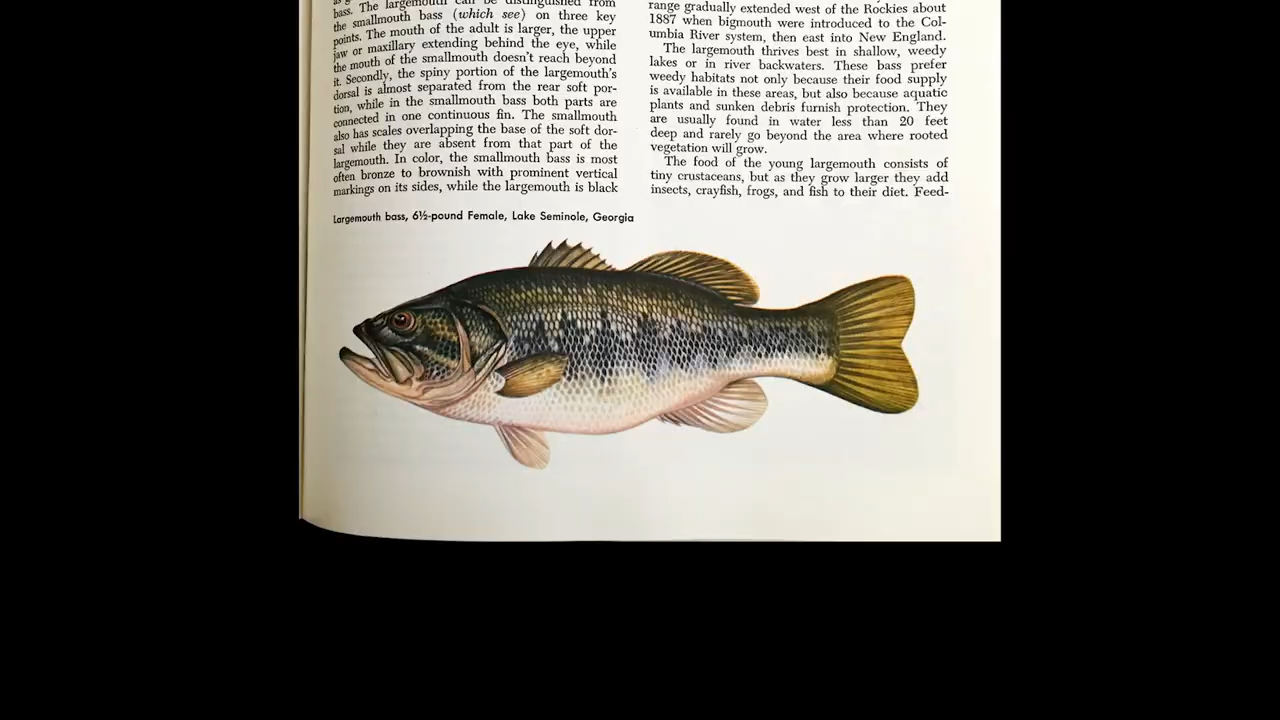 bass. The largemouth can be distinguished from
the smallmouth bass (which see) on three key
points. The mouth of the adult is larger, the upper
jaw or maxillary extending behind the eye, while
the mouth of the smallmouth doesn't reach beyond
it. Secondly, the spiny portion of the largemouth's
dorsal is almost separated from the rear soft por-
tion, while in the smallmouth bass both parts are
connected in one continuous fin. The smallmouth
also has scales overlapping the base of the soft dor-
sal while they are absent from that part of the
largemouth. In color, the smallmouth bass is most
often bronze to brownish with prominent vertical
markings on its sides, while the largemouth is black
range gradually extended west of the Rockies about
1887 when bigmouth were introduced to the Col-
umbia River system, then east into New England.
The largemouth thrives best in shallow, weedy
lakes or in river backwaters. These bass prefer
weedy habitats not only because their food supply
is available in these areas, but also because aquatic
plants and sunken debris furnish protection. They
are usually found in water less than 20 feet
deep and rarely go beyond the area where rooted
vegetation will grow.
The food of the young largemouth consists of
tiny crustaceans, but as they grow larger they add
insects, crayfish, frogs, and fish to their diet. Feed-
Largemouth bass, 6½-pound Female, Lake Seminole, Georgia